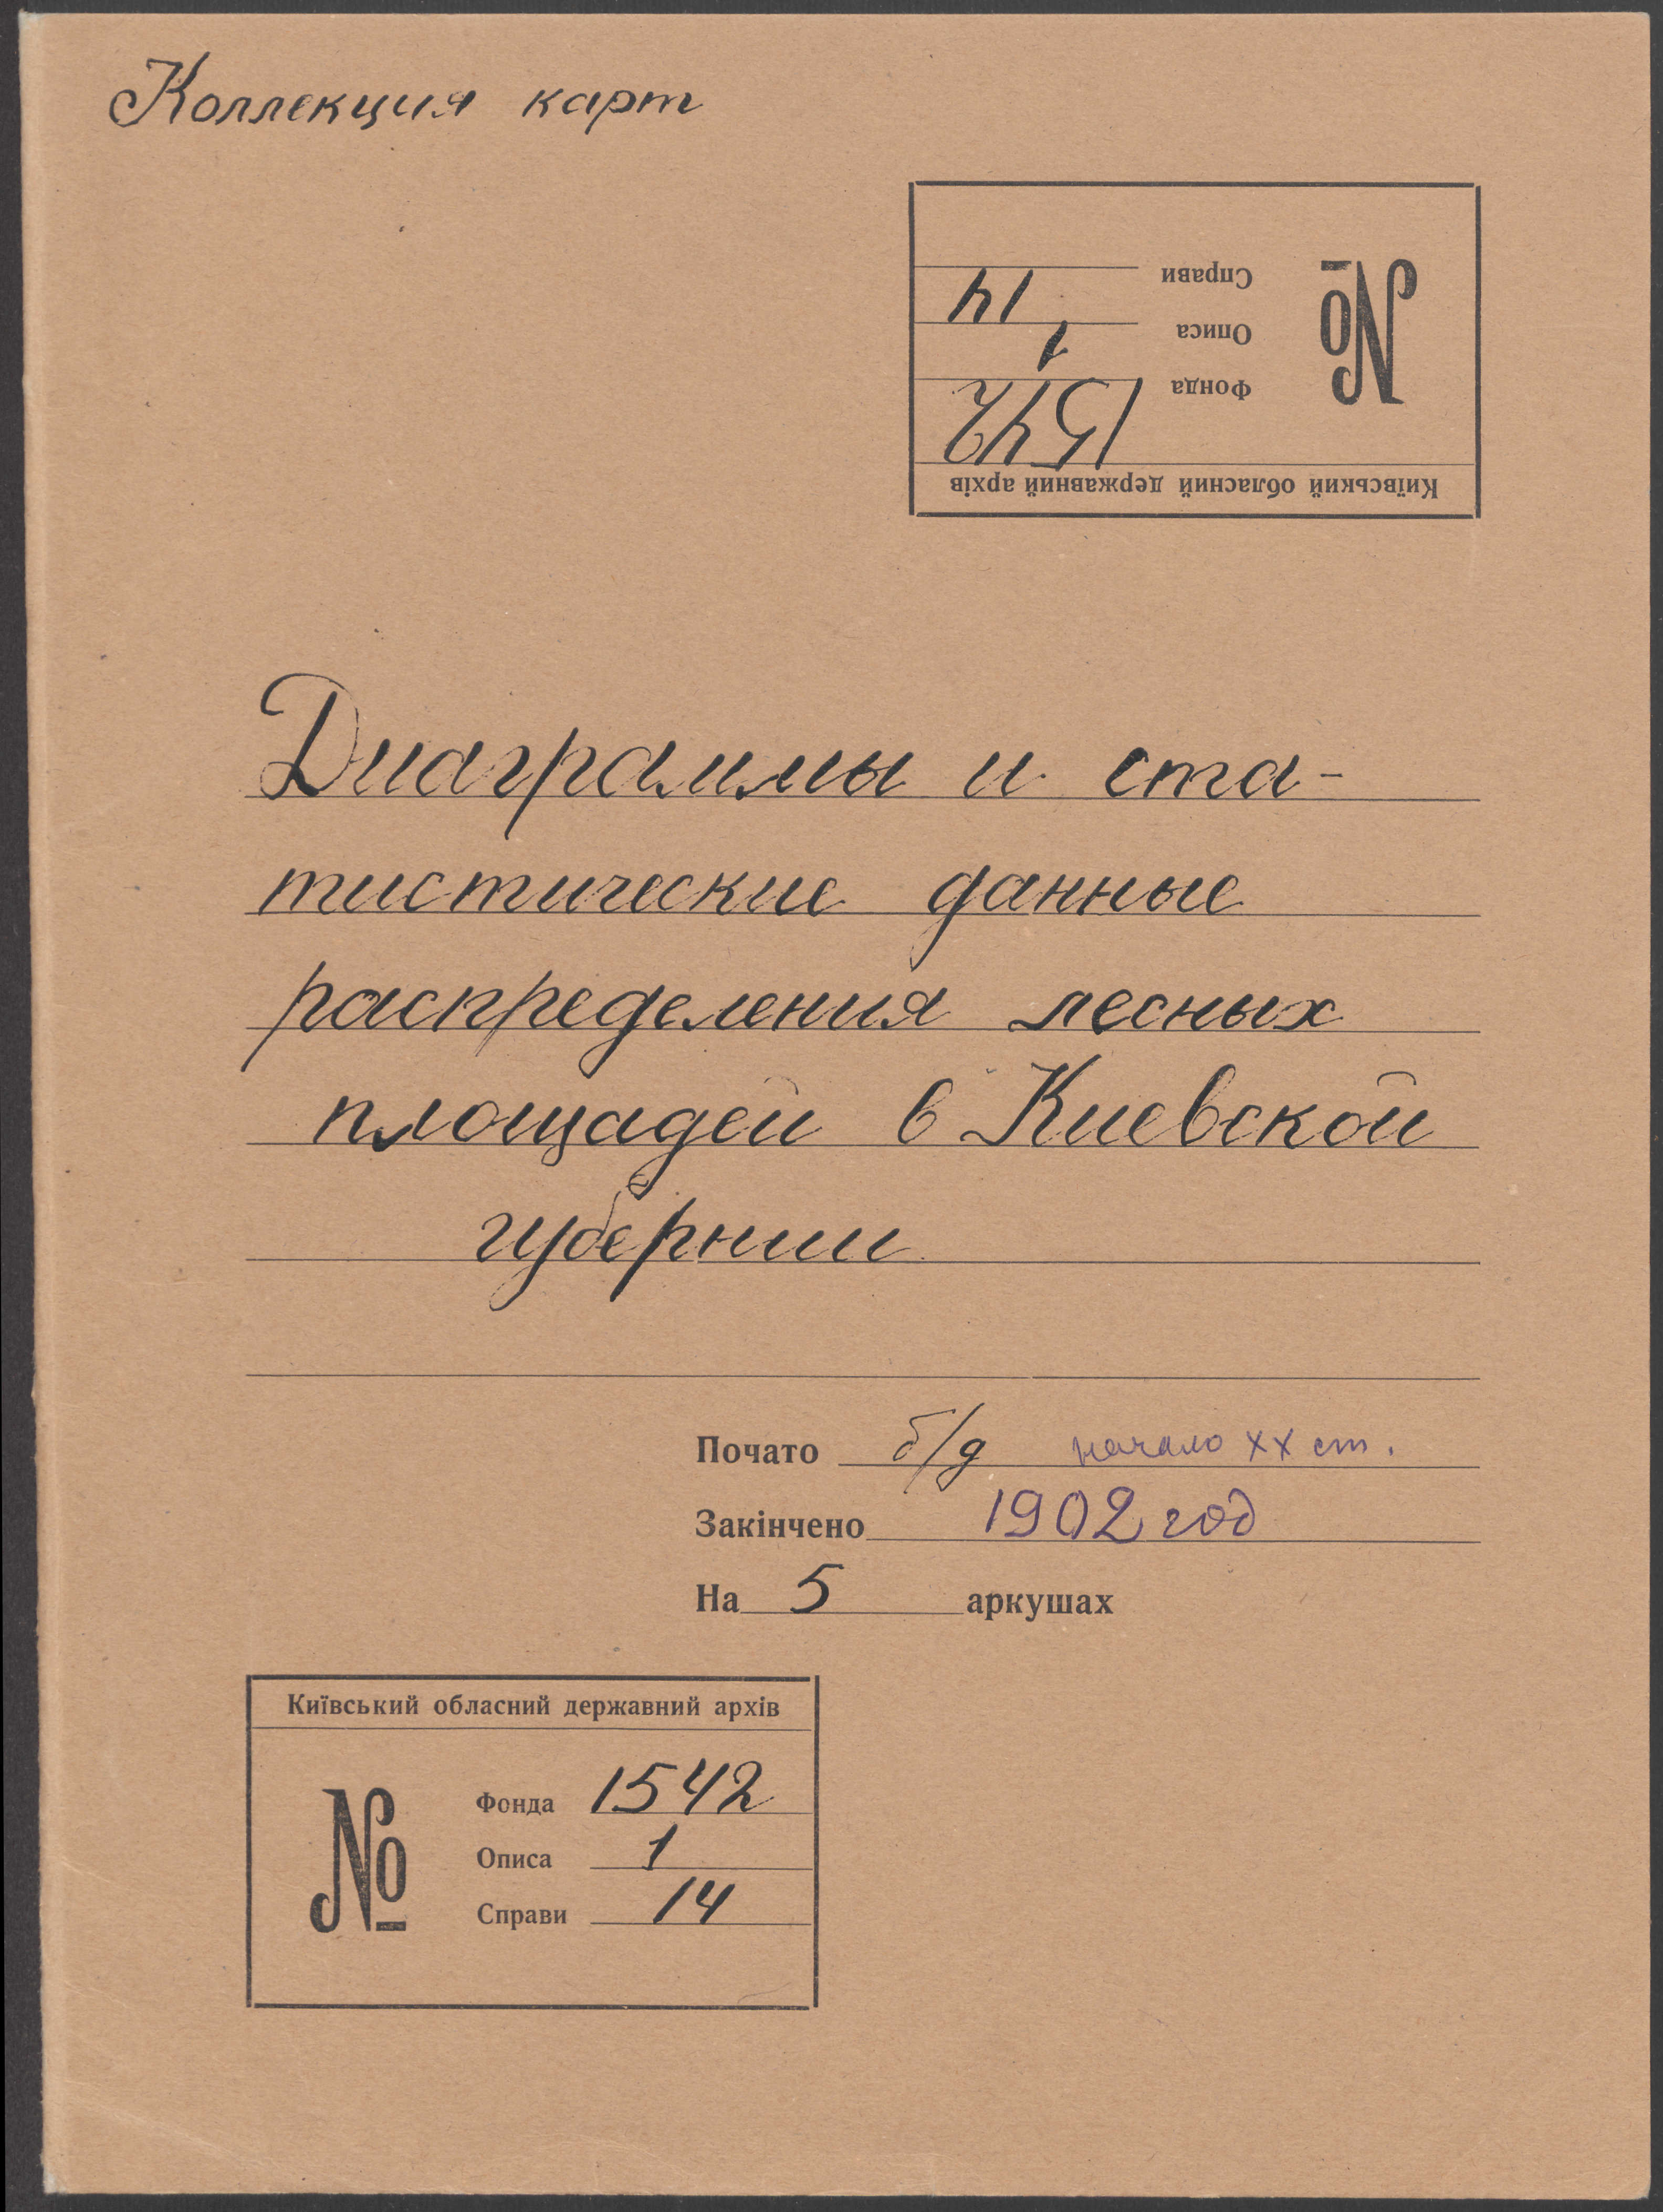 Коллекция карт
Київський обласний державний архів
№
Фонда 1542
Описа 1
Справи 14
Диаграммы и ста-
тистические данные
распределения лесных
площадей в Киевской
губернии
Почато б/д начало XX ст.
Закінчено 1902 год
На 5 аркушах
Київський обласний державний архів
№
Фонда 1542
Описа 1
Справи 14